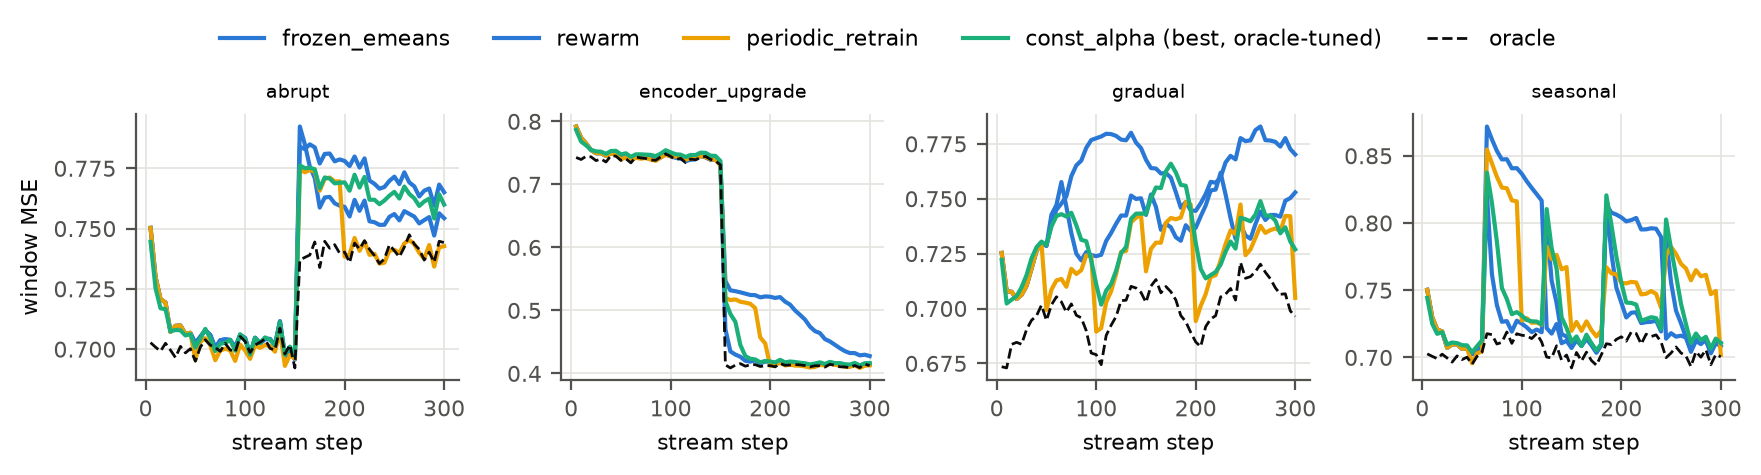 frozen_emeans rewarm periodic_retrain const_alpha (best, oracle-tuned) oracle
abrupt encoder_upgrade gradual seasonal
window MSE
0.775
0.750
0.725
0.700
0 100 200 300
stream step
0.8
0.7
0.6
0.5
0.4
0 100 200 300
stream step
0.775
0.750
0.725
0.700
0.675
0 100 200 300
stream step
0.85
0.80
0.75
0.70
0 100 200 300
stream step